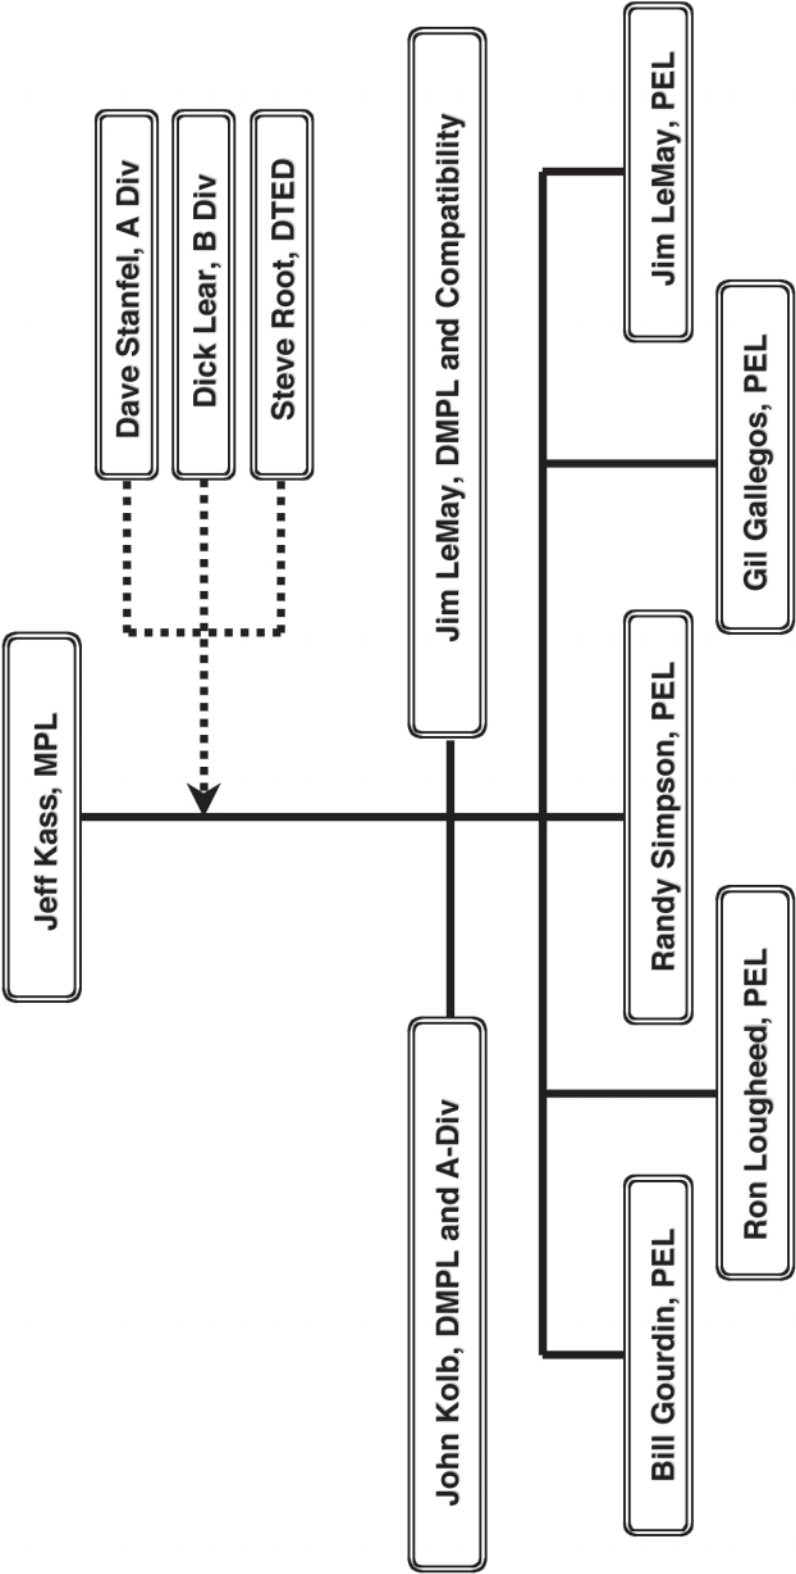 Jeff Kass, MPL
Dave Stanfel, A Div
Dick Lear, B Div
Steve Root, DTED
John Kolb, DMPL and A-Div
Jim LeMay, DMPL and Compatibility
Bill Gourdin, PEL
Randy Simpson, PEL
Jim LeMay, PEL
Ron Lougheed, PEL
Gil Gallegos, PEL